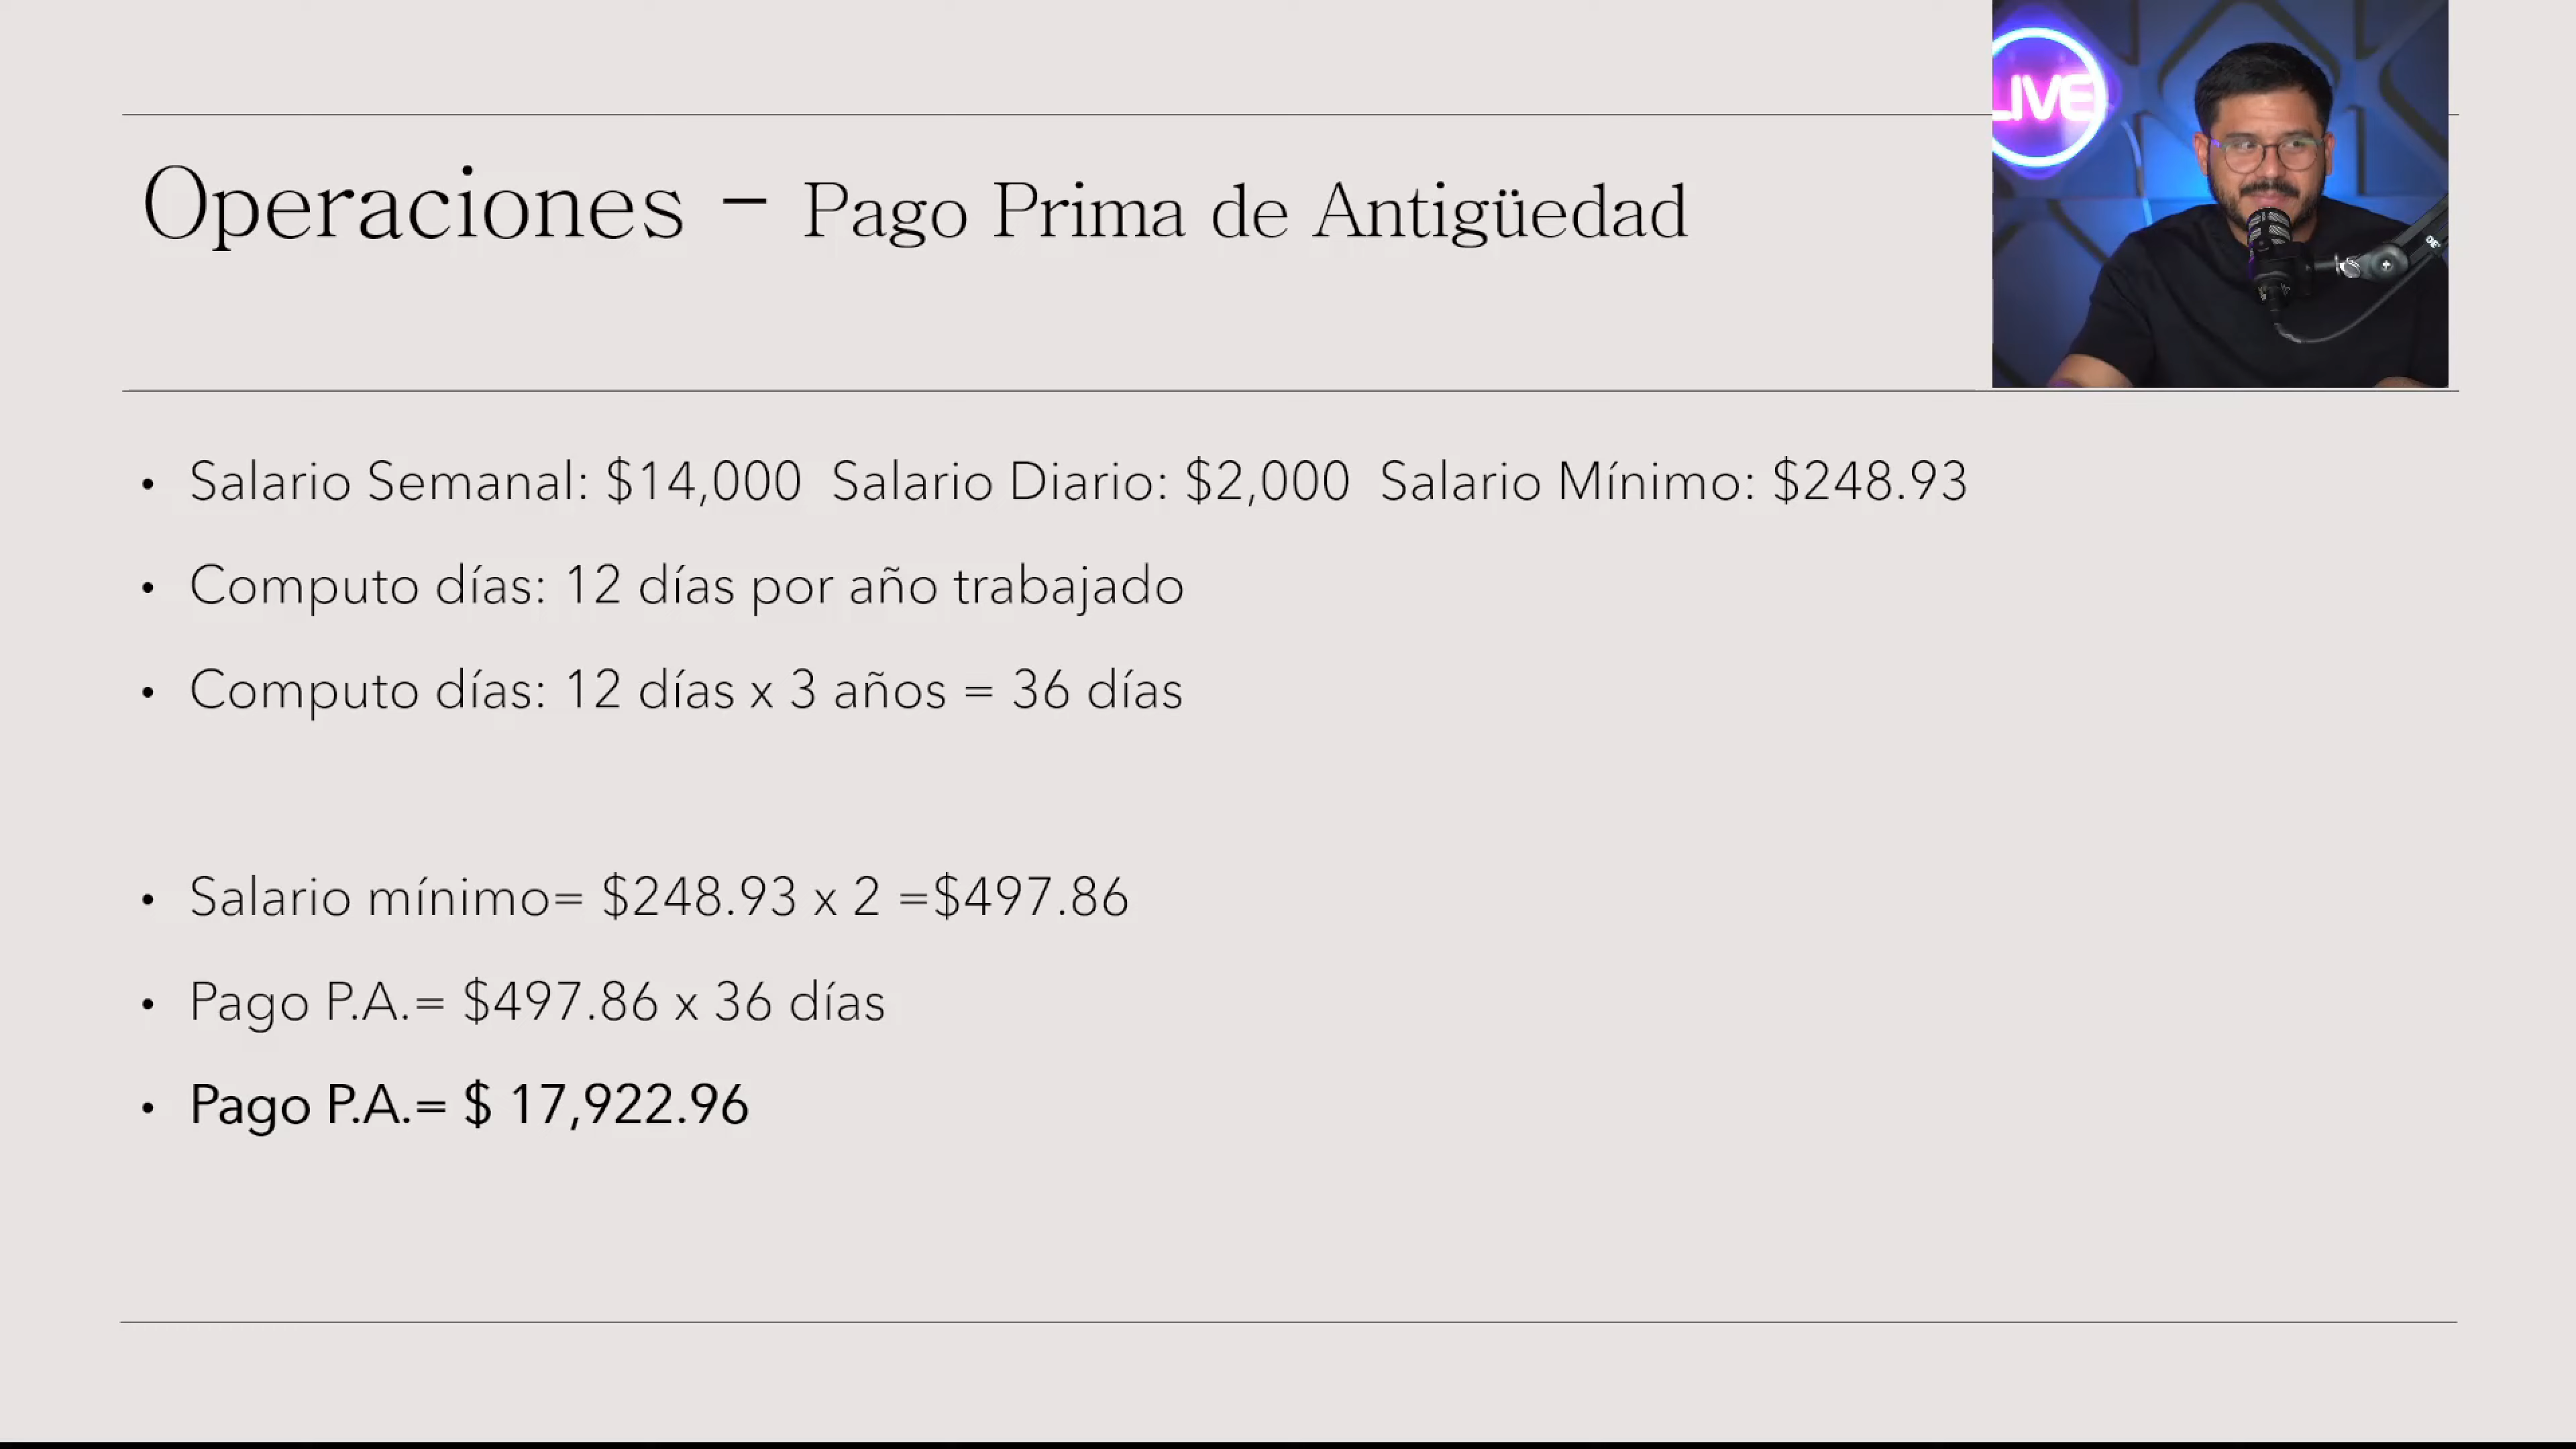 LIVE
Operaciones – Pago Prima de Antigüedad
• Salario Semanal: $14,000 Salario Diario: $2,000 Salario Mínimo: $248.93
• Computo días: 12 días por año trabajado
• Computo días: 12 días x 3 años = 36 días
• Salario mínimo= $248.93 x 2 =$497.86
• Pago P.A.= $497.86 x 36 días
• Pago P.A.= $ 17,922.96